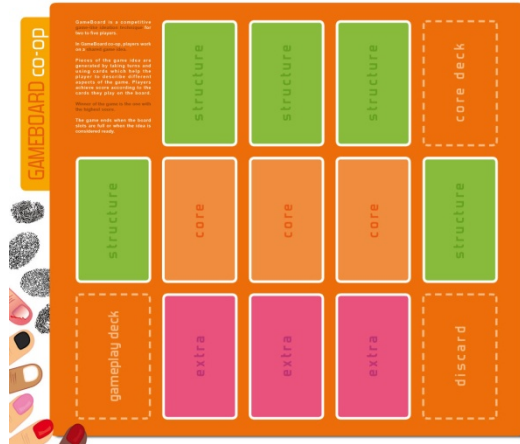 GAMEBOARD co-op
GameBoard is a competitive
for
two to five players.
In GameBoard co-op, players work
on a shared game idea.
Pieces of the game idea are
generated by taking turns and
using cards which help the
player to describe different
aspects of the game. Players
achieve score according to the
cards they play on the board.
Winner of the game is the one with
the highest score.
The game ends when the board
slots are full or when the idea is
considered ready.
structure
structure
structure
core deck
structure
core
core
core
structure
gameplay deck
extra
extra
extra
discard